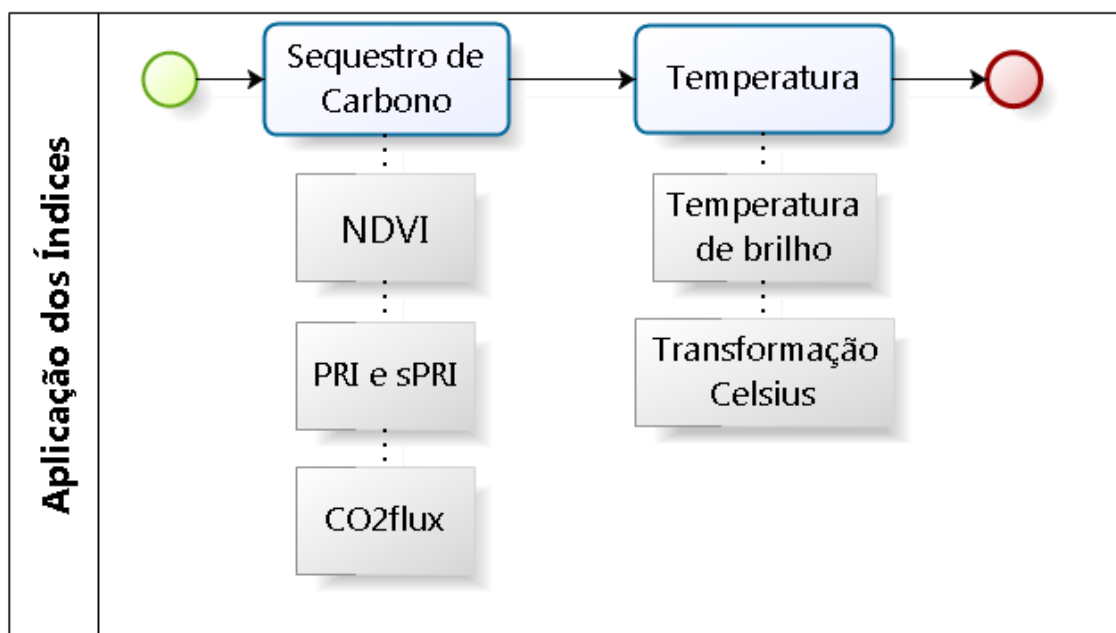 Aplicação dos Índices
Sequestro de
Carbono
NDVI
PRI e sPRI
CO2flux
Temperatura
Temperatura
de brilho
Transformação
Celsius